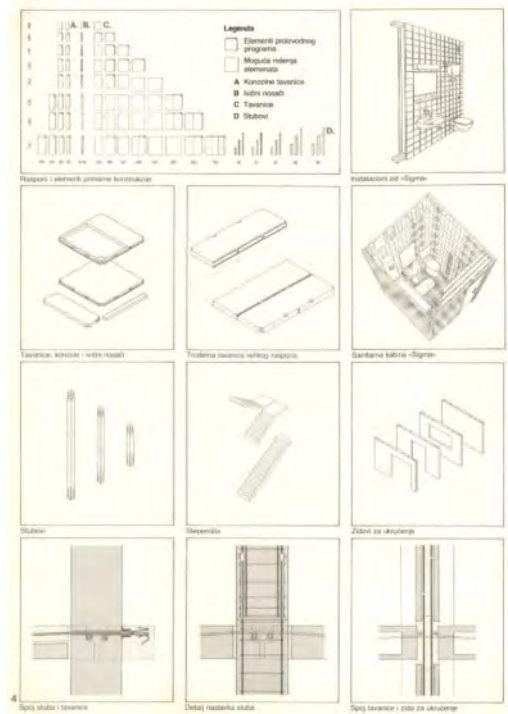 A. B. C.
Legenda
Elementi proizvodnog
programa
Moguća rešenja
elemenata
A Konzolne tavanice
B Ivični nosači
C Tavanice
D Stubovi
D.
Rasponi i elementi primarne konstrukcije
Instalacioni zid «Sigma»
Tavanice, konzole i ivični nosači
Trodelna tavanica velikog raspona
Sanitarna kabina «Sigma»
Stubovi
Stepenište
Zidovi za ukrućenje
4
Spoj stuba i tavanice
Detalj nastavka stuba
Spoj tavanice i zida za ukrućenje